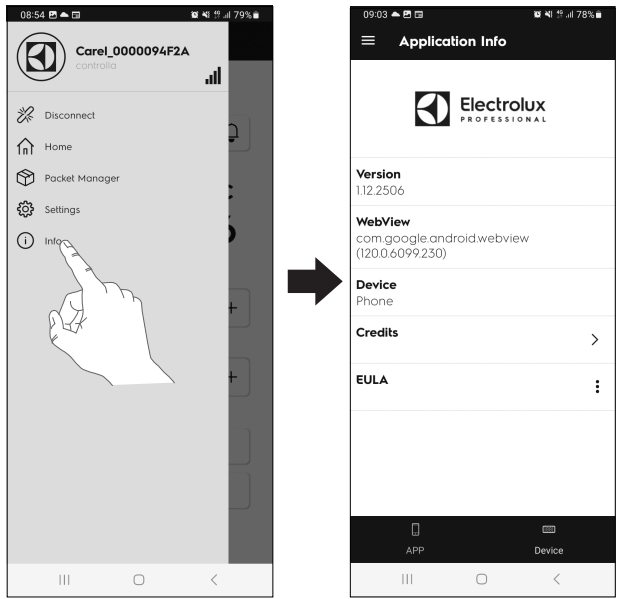 08:54 79%
Carel_0000094F2A
controlla
Disconnect
Home
Packet Manager
Settings
Info
09:03 78%
Application Info
Electrolux
PROFESSIONAL
Version
1.12.2506
WebView
com.google.android.webview
(120.0.6099.230)
Device
Phone
Credits
EULA
APP Device